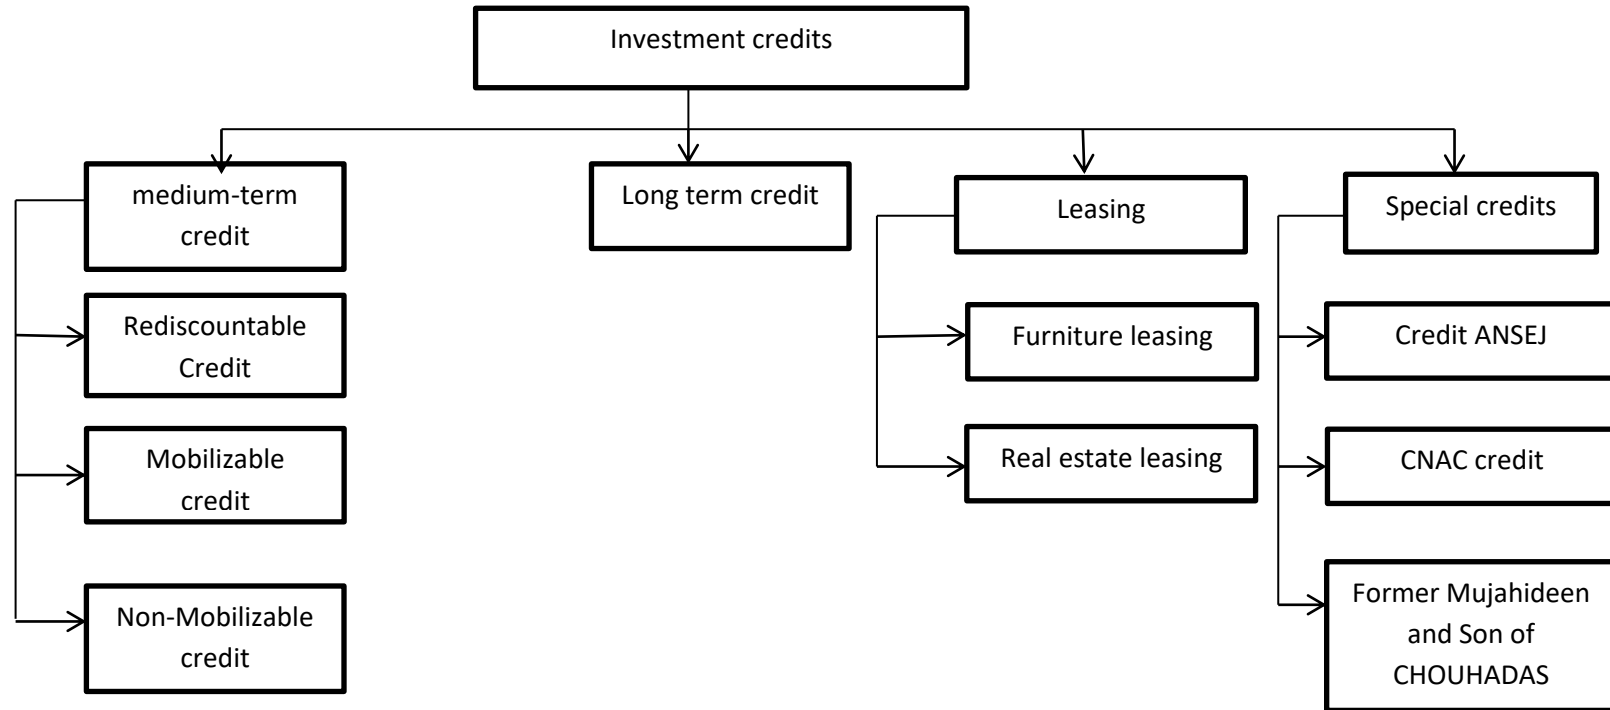 Investment credits
medium-term
credit
Long term credit
Leasing
Special credits
Rediscountable
Credit
Furniture leasing
Credit ANSEJ
Mobilizable
credit
Real estate leasing
CNAC credit
Non-Mobilizable
credit
Former Mujahideen
and Son of
CHOUHADAS